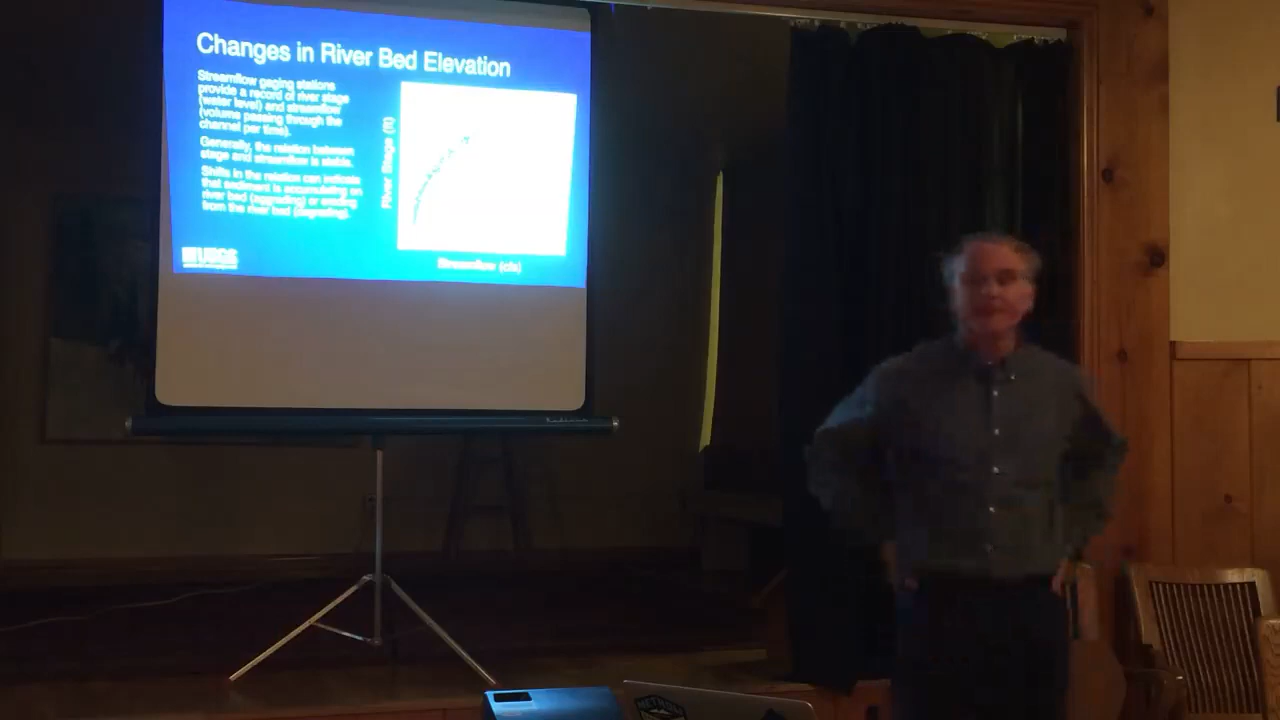 Changes in River Bed Elevation
Streamflow gaging stations
provide a record of river stage
(water level) and streamflow
(volume passing through the
channel per time).
Generally, the relation between
stage and streamflow is stable.
Shifts in the relation can indicate
that sediment is accumulating on
river bed (aggrading) or eroding
from the river bed (degrading).
River Stage (ft)
Streamflow (cfs)
USGS